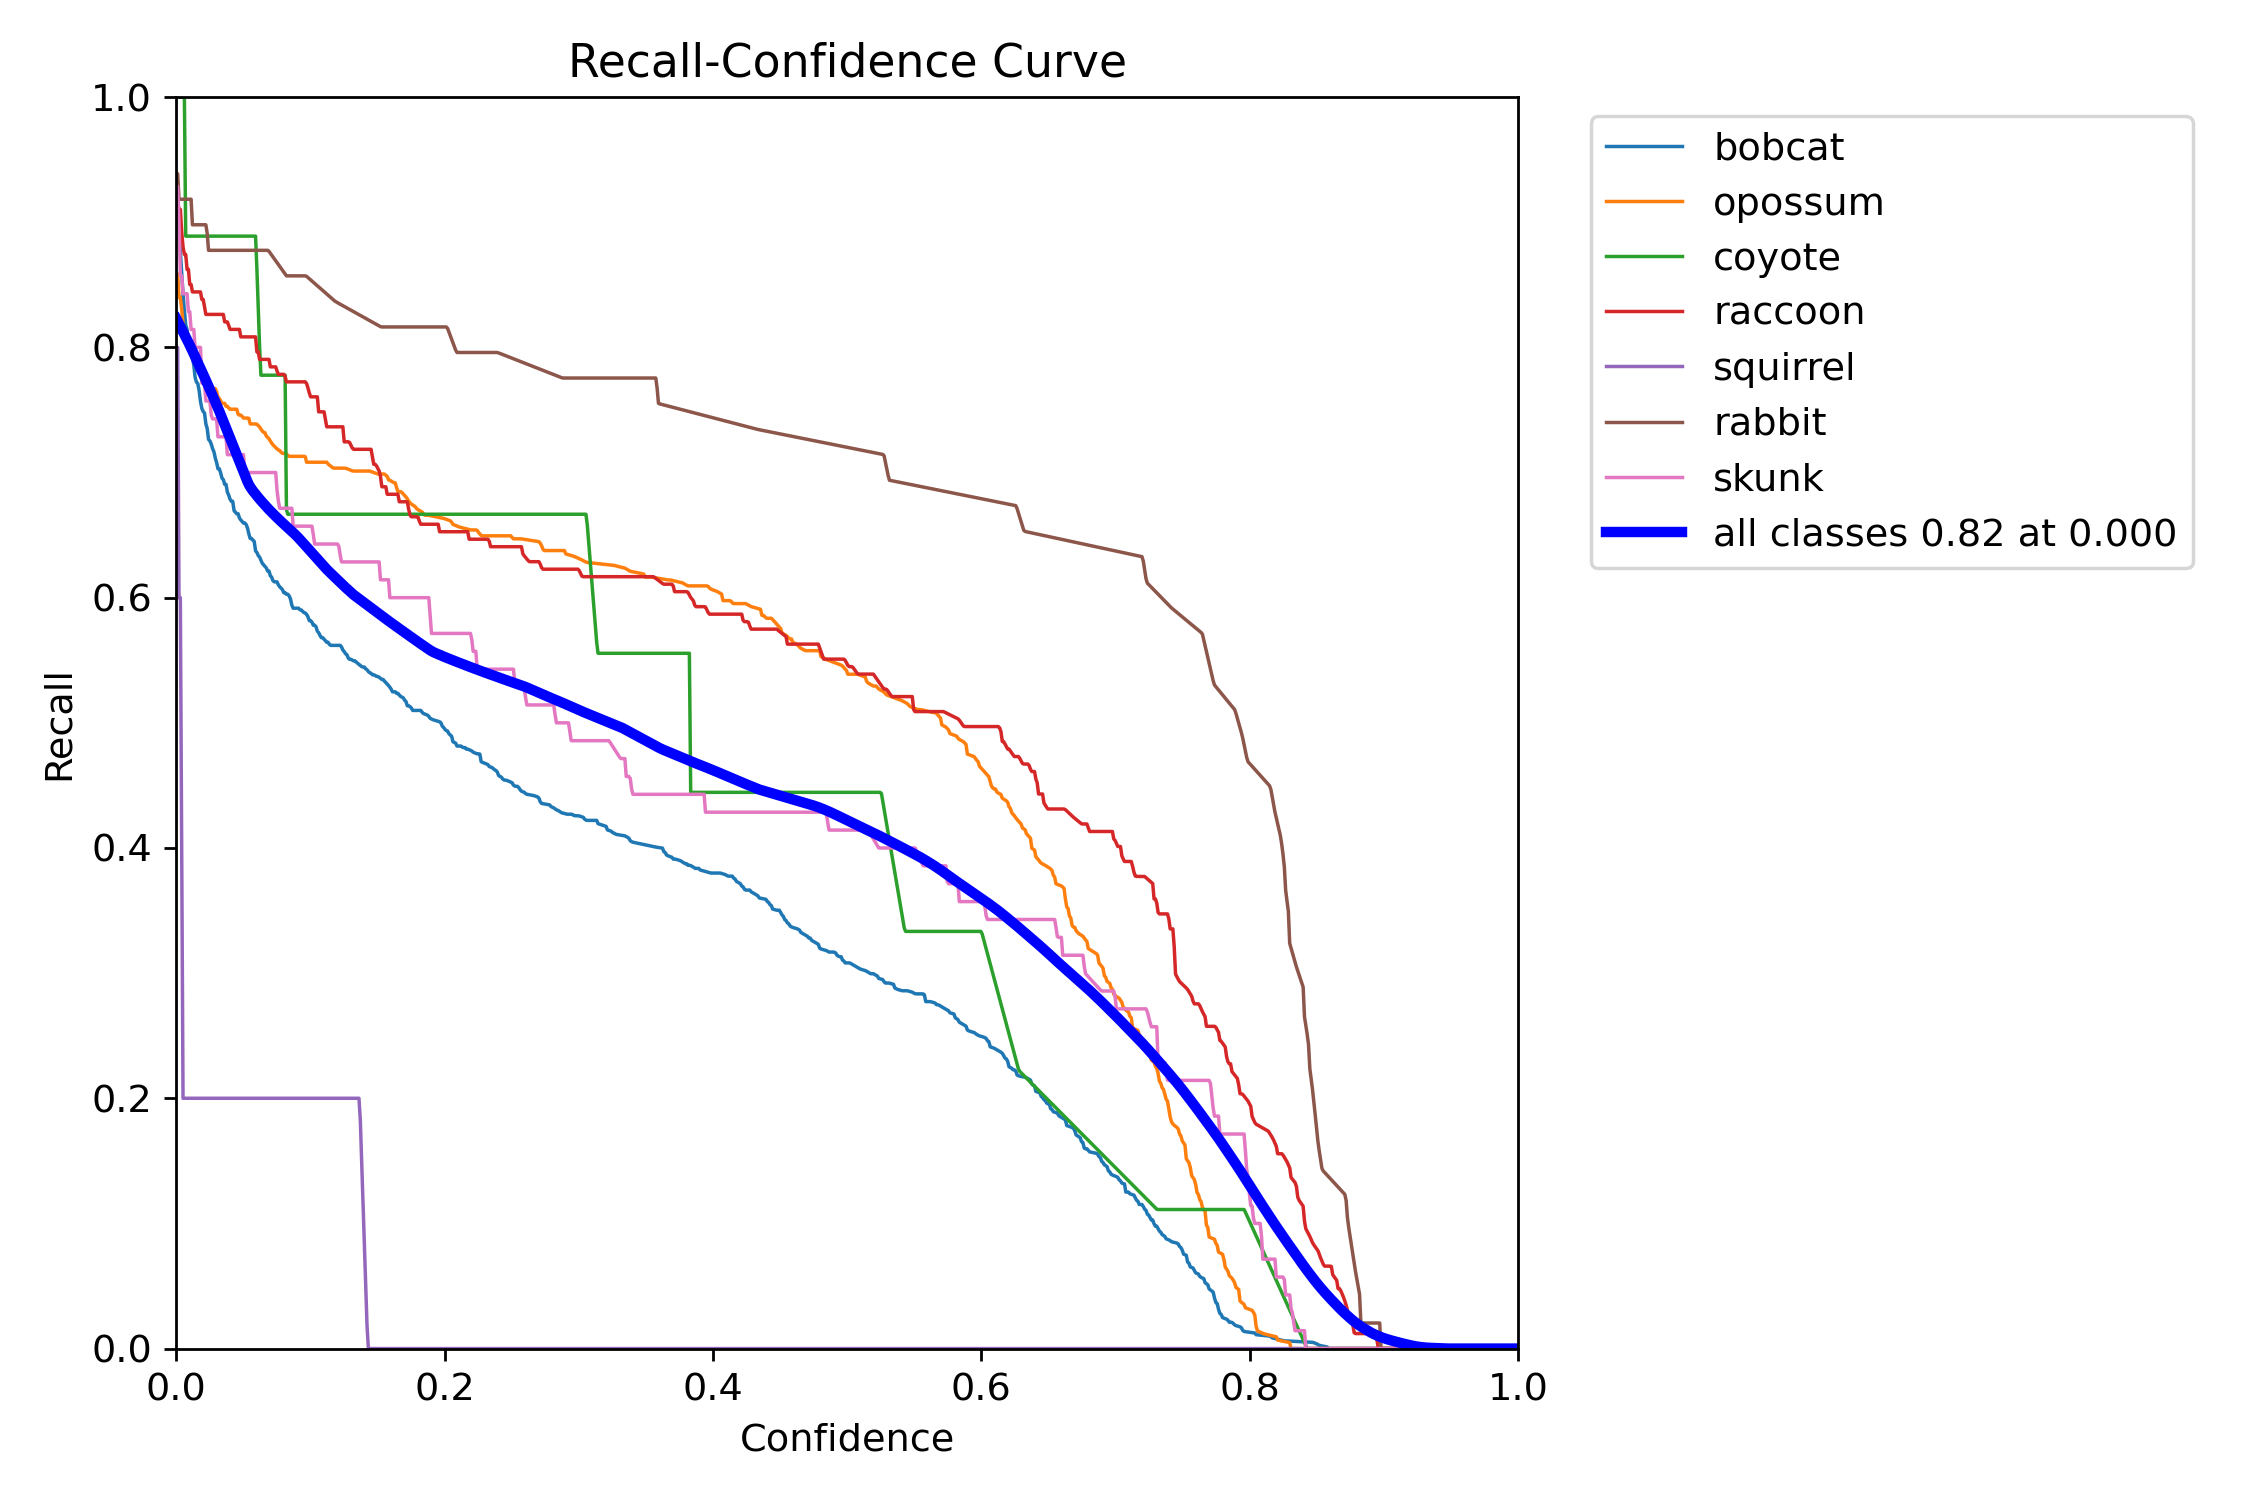 Recall-Confidence Curve
1.0
0.8
0.6
0.4
0.2
0.0
Recall
0.0 0.2 0.4 0.6 0.8 1.0
Confidence
bobcat
opossum
coyote
raccoon
squirrel
rabbit
skunk
all classes 0.82 at 0.000